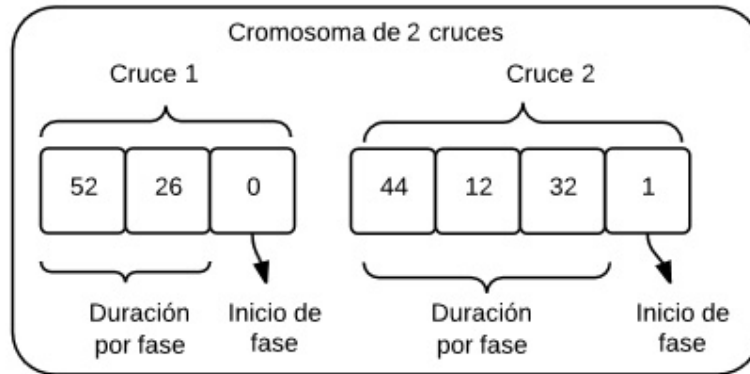 Cromosoma de 2 cruces
Cruce 1
Cruce 2
52 26 0
44 12 32 1
Duración
por fase
Inicio de
fase
Duración
por fase
Inicio de
fase